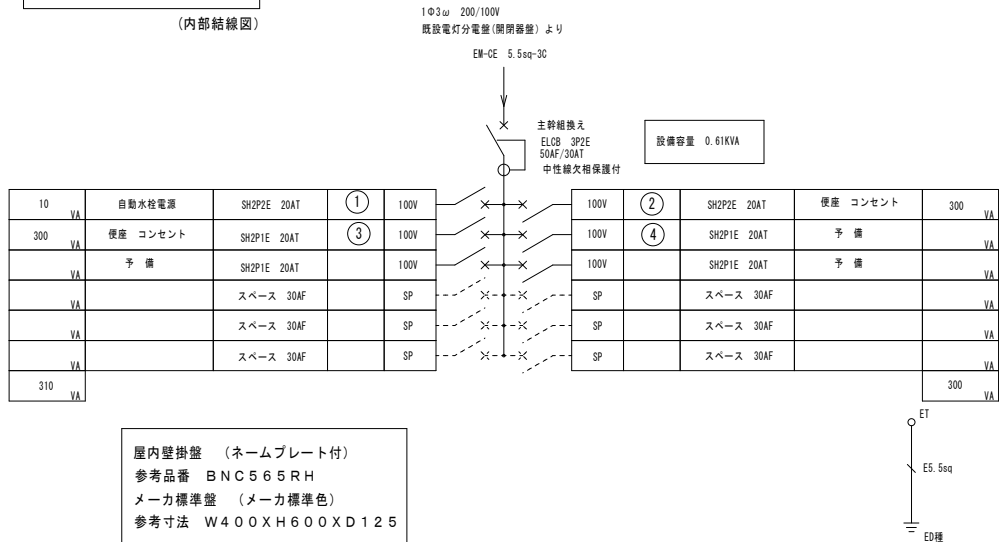 (内部結線図)
1Φ3ω 200/100V
既設電灯分電盤(開閉器盤) より
EM-CE 5.5sq-3C
主幹組換え
ELCB 3P2E
50AF/30AT
中性線欠相保護付
設備容量 0.61KVA
10 VA 自動水栓電源 SH2P2E 20AT ① 100V 100V ② SH2P2E 20AT 便座 コンセント 300 VA
300 VA 便座 コンセント SH2P1E 20AT ③ 100V 100V ④ SH2P1E 20AT 予 備 VA
VA 予 備 SH2P1E 20AT 100V 100V SH2P1E 20AT 予 備 VA
VA スペース 30AF SP SP スペース 30AF VA
VA スペース 30AF SP SP スペース 30AF VA
VA スペース 30AF SP SP スペース 30AF VA
310 VA 300 VA
ET
E5.5sq
ED種
屋内壁掛盤 (ネームプレート付)
参考品番 BNC565RH
メーカ標準盤 (メーカ標準色)
参考寸法 W400XH600XD125